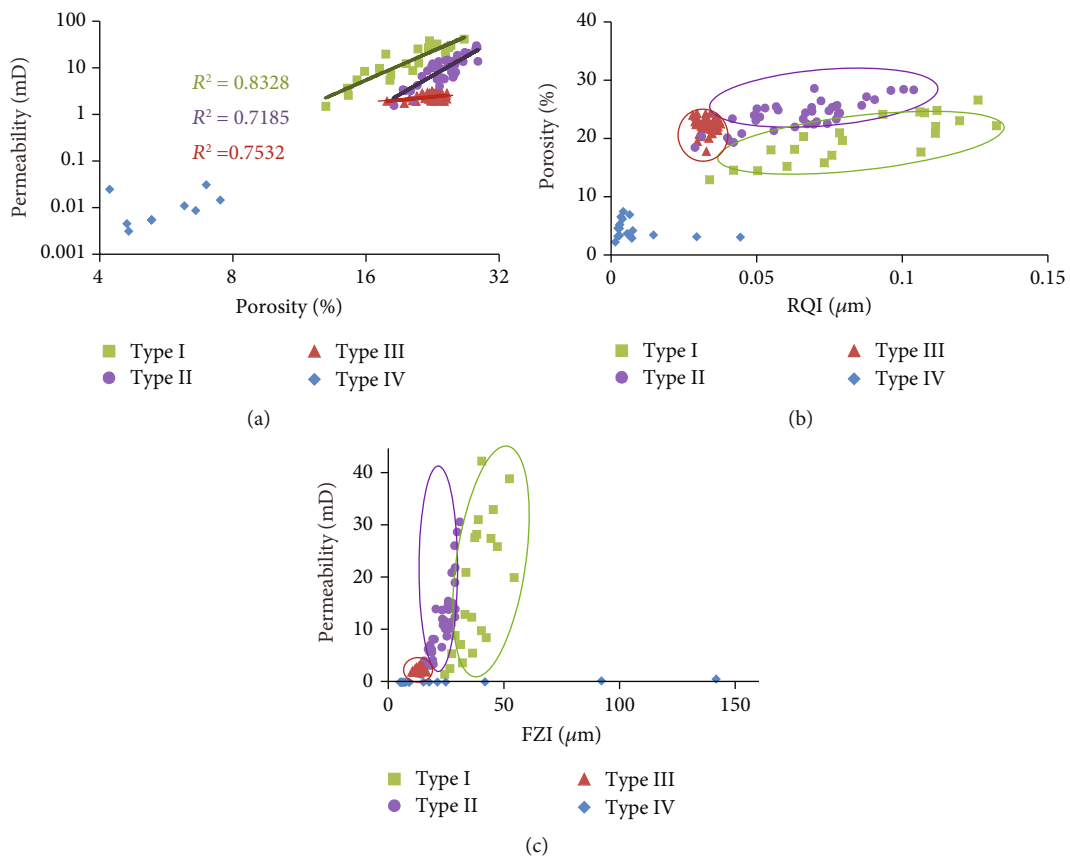 100
10
1
0.1
0.01
0.001
4
8
16
32
Permeability (mD)
Porosity (%)
R² = 0.8328
R² = 0.7185
R² = 0.7532
Type I
Type III
Type II
Type IV
(a)
40
30
20
10
0
0
0.05
0.1
0.15
Porosity (%)
RQI (μm)
Type I
Type III
Type II
Type IV
(b)
40
30
20
10
0
0
50
100
150
Permeability (mD)
FZI (μm)
Type I
Type III
Type II
Type IV
(c)